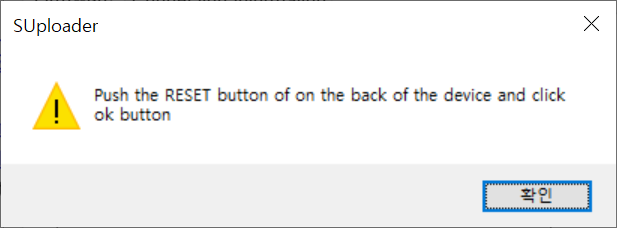 SUploader
Push the RESET button of on the back of the device and click
ok button
확인